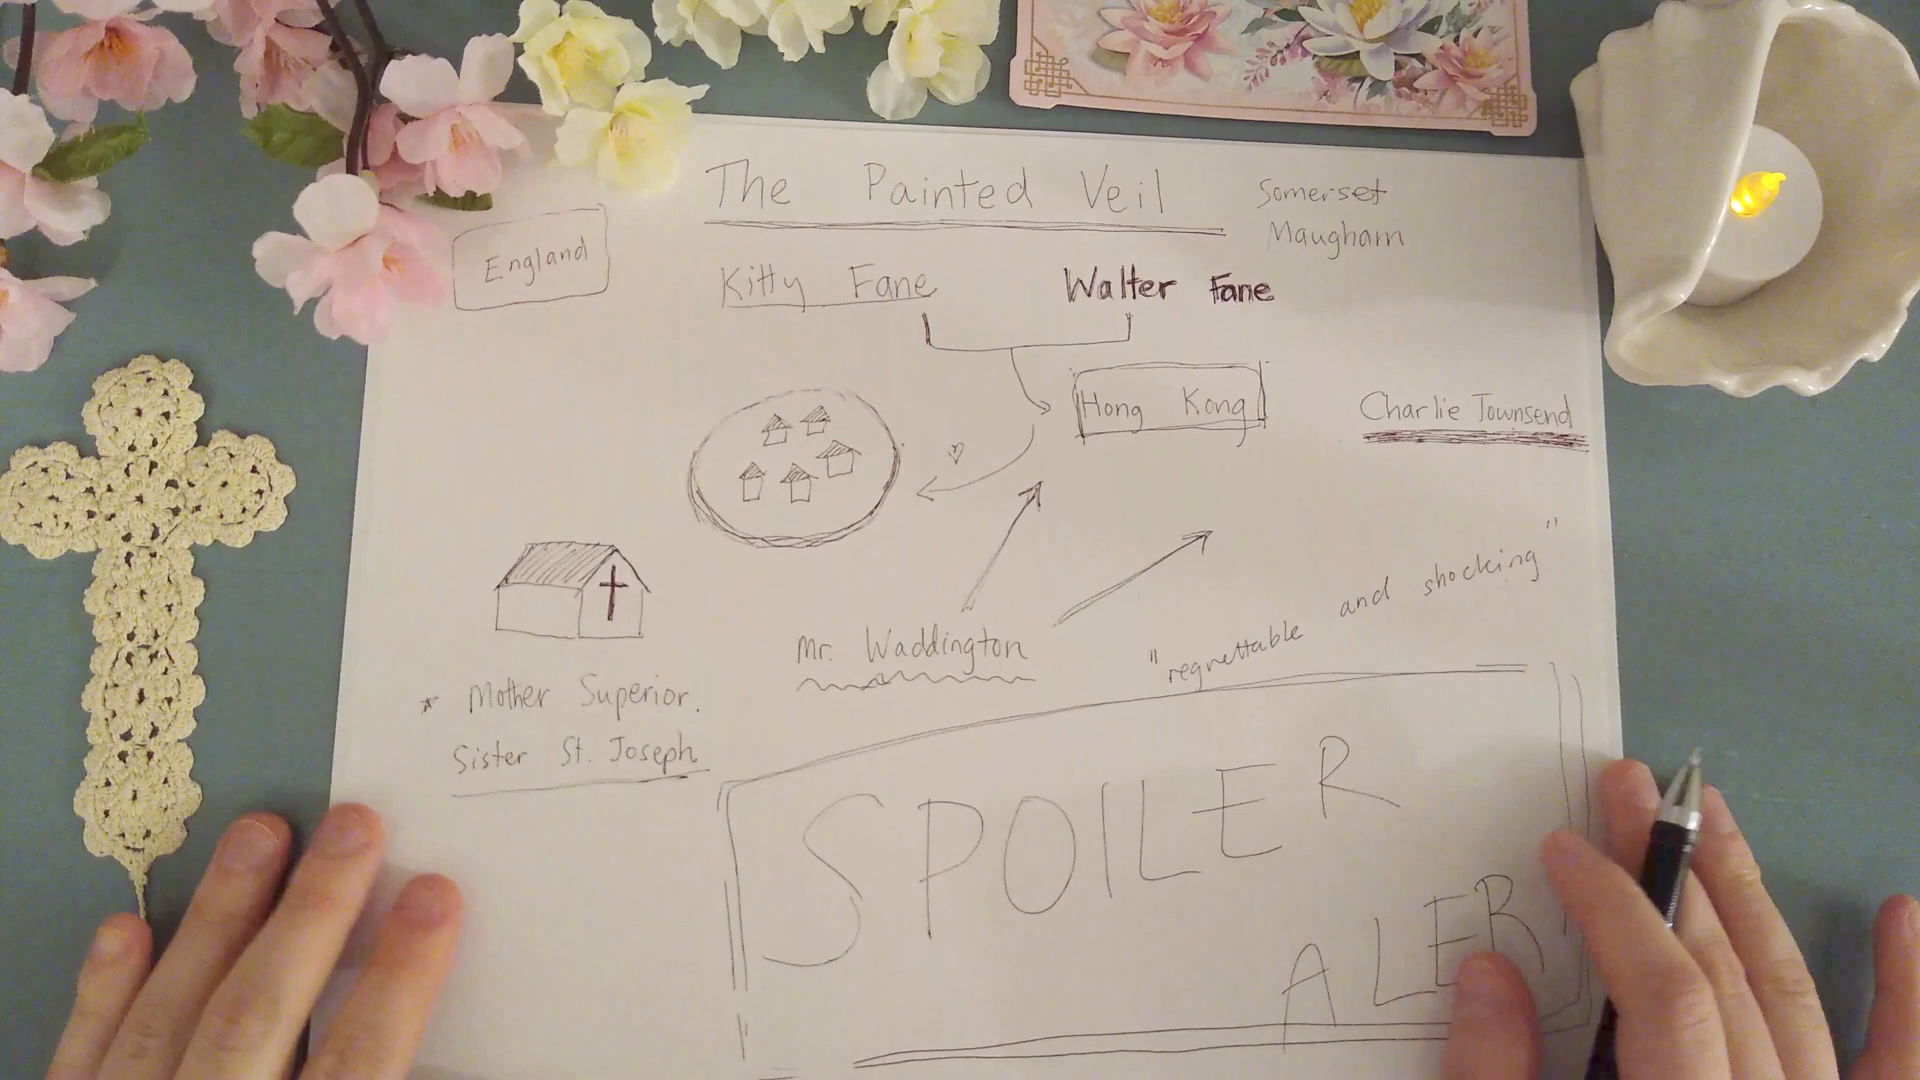 The Painted Veil
Somerset
Maugham
England
Kitty Fane
Walter Fane
Hong Kong
Charlie Townsend
"regrettable and shocking"
Mr. Waddington
* Mother Superior.
Sister St. Joseph
SPOILER
ALER